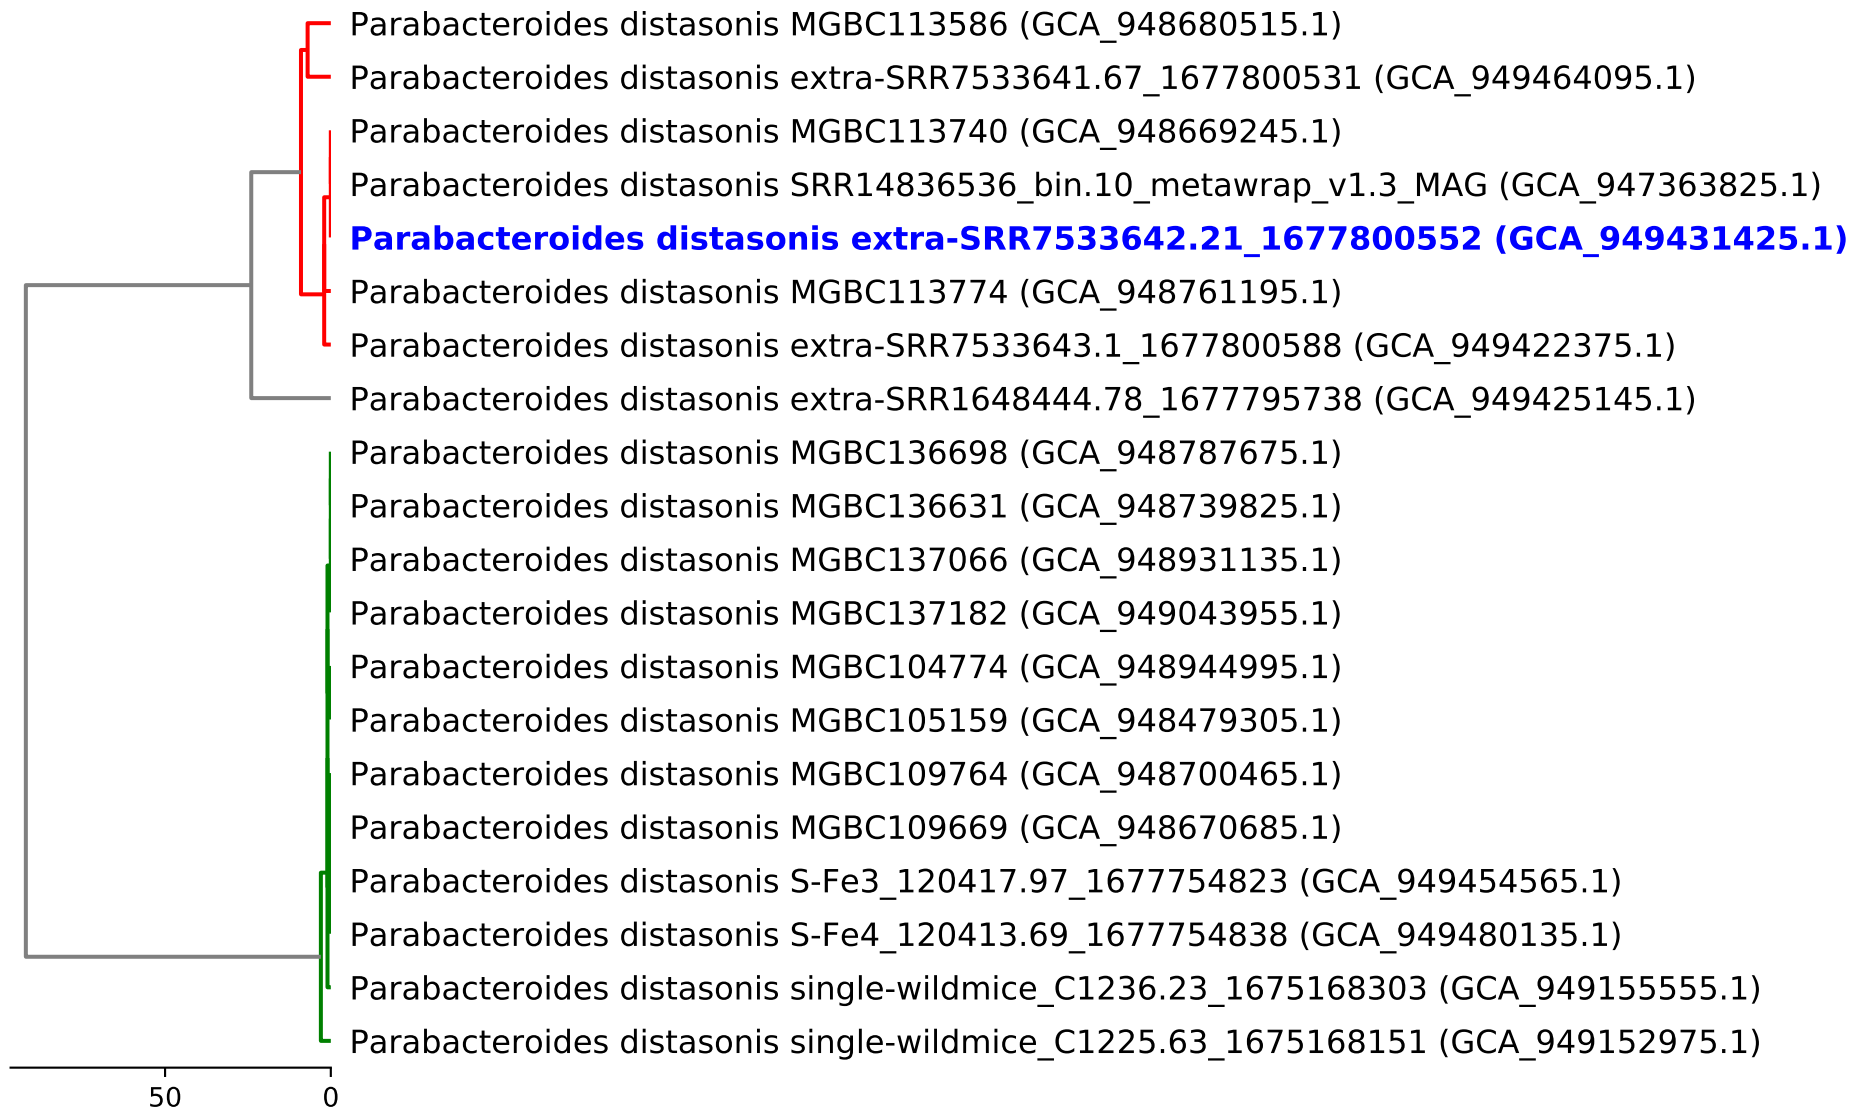 Parabacteroides distasonis MGBC113586 (GCA_948680515.1)
Parabacteroides distasonis extra-SRR7533641.67_1677800531 (GCA_949464095.1)
Parabacteroides distasonis MGBC113740 (GCA_948669245.1)
Parabacteroides distasonis SRR14836536_bin.10_metawrap_v1.3_MAG (GCA_947363825.1)
Parabacteroides distasonis extra-SRR7533642.21_1677800552 (GCA_949431425.1)
Parabacteroides distasonis MGBC113774 (GCA_948761195.1)
Parabacteroides distasonis extra-SRR7533643.1_1677800588 (GCA_949422375.1)
Parabacteroides distasonis extra-SRR1648444.78_1677795738 (GCA_949425145.1)
Parabacteroides distasonis MGBC136698 (GCA_948787675.1)
Parabacteroides distasonis MGBC136631 (GCA_948739825.1)
Parabacteroides distasonis MGBC137066 (GCA_948931135.1)
Parabacteroides distasonis MGBC137182 (GCA_949043955.1)
Parabacteroides distasonis MGBC104774 (GCA_948944995.1)
Parabacteroides distasonis MGBC105159 (GCA_948479305.1)
Parabacteroides distasonis MGBC109764 (GCA_948700465.1)
Parabacteroides distasonis MGBC109669 (GCA_948670685.1)
Parabacteroides distasonis S-Fe3_120417.97_1677754823 (GCA_949454565.1)
Parabacteroides distasonis S-Fe4_120413.69_1677754838 (GCA_949480135.1)
Parabacteroides distasonis single-wildmice_C1236.23_1675168303 (GCA_949155555.1)
Parabacteroides distasonis single-wildmice_C1225.63_1675168151 (GCA_949152975.1)
50 0